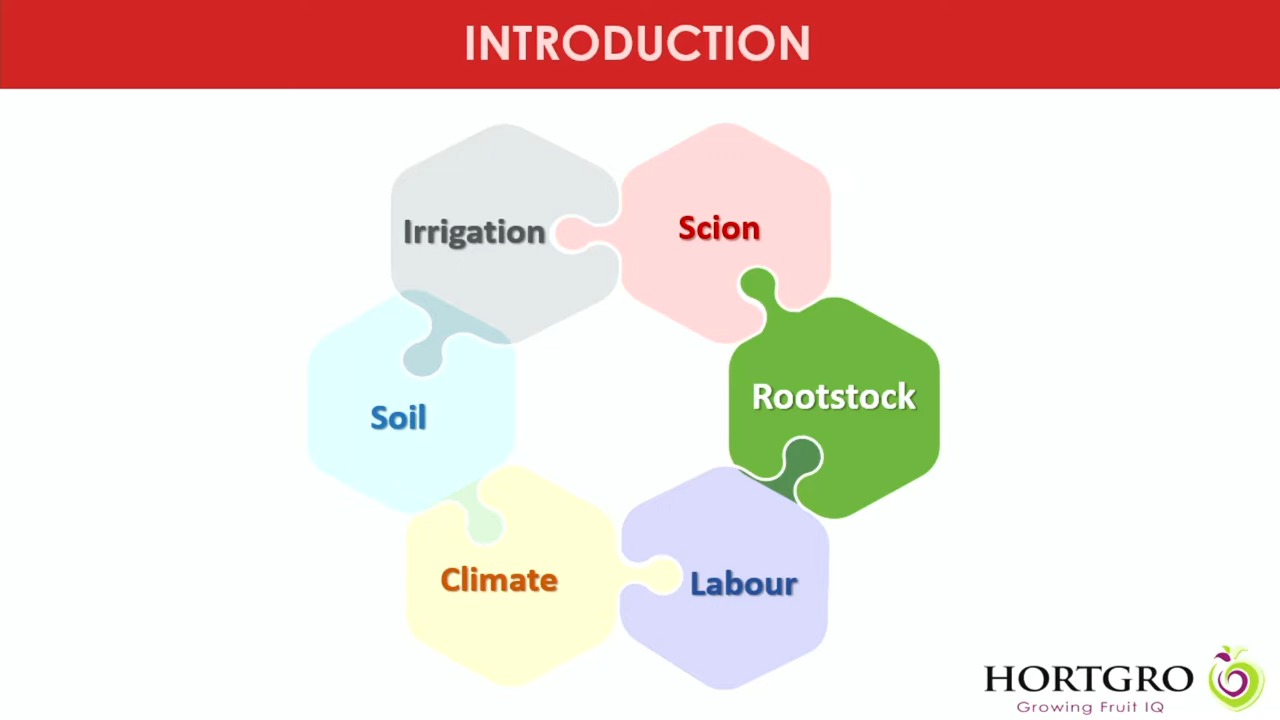 INTRODUCTION
Irrigation
Scion
Rootstock
Soil
Climate
Labour
HORTGRO
Growing Fruit IQ